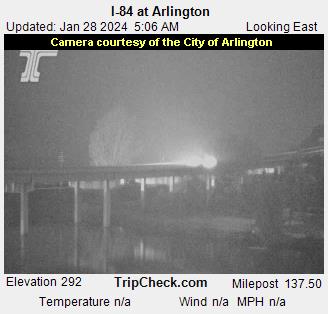 I-84 at Arlington
Updated: Jan 28 2024 5:06 AM Looking East
Camera courtesy of the City of Arlington
Elevation 292 TripCheck.com Milepost 137.50
Temperature n/a Wind n/a MPH n/a